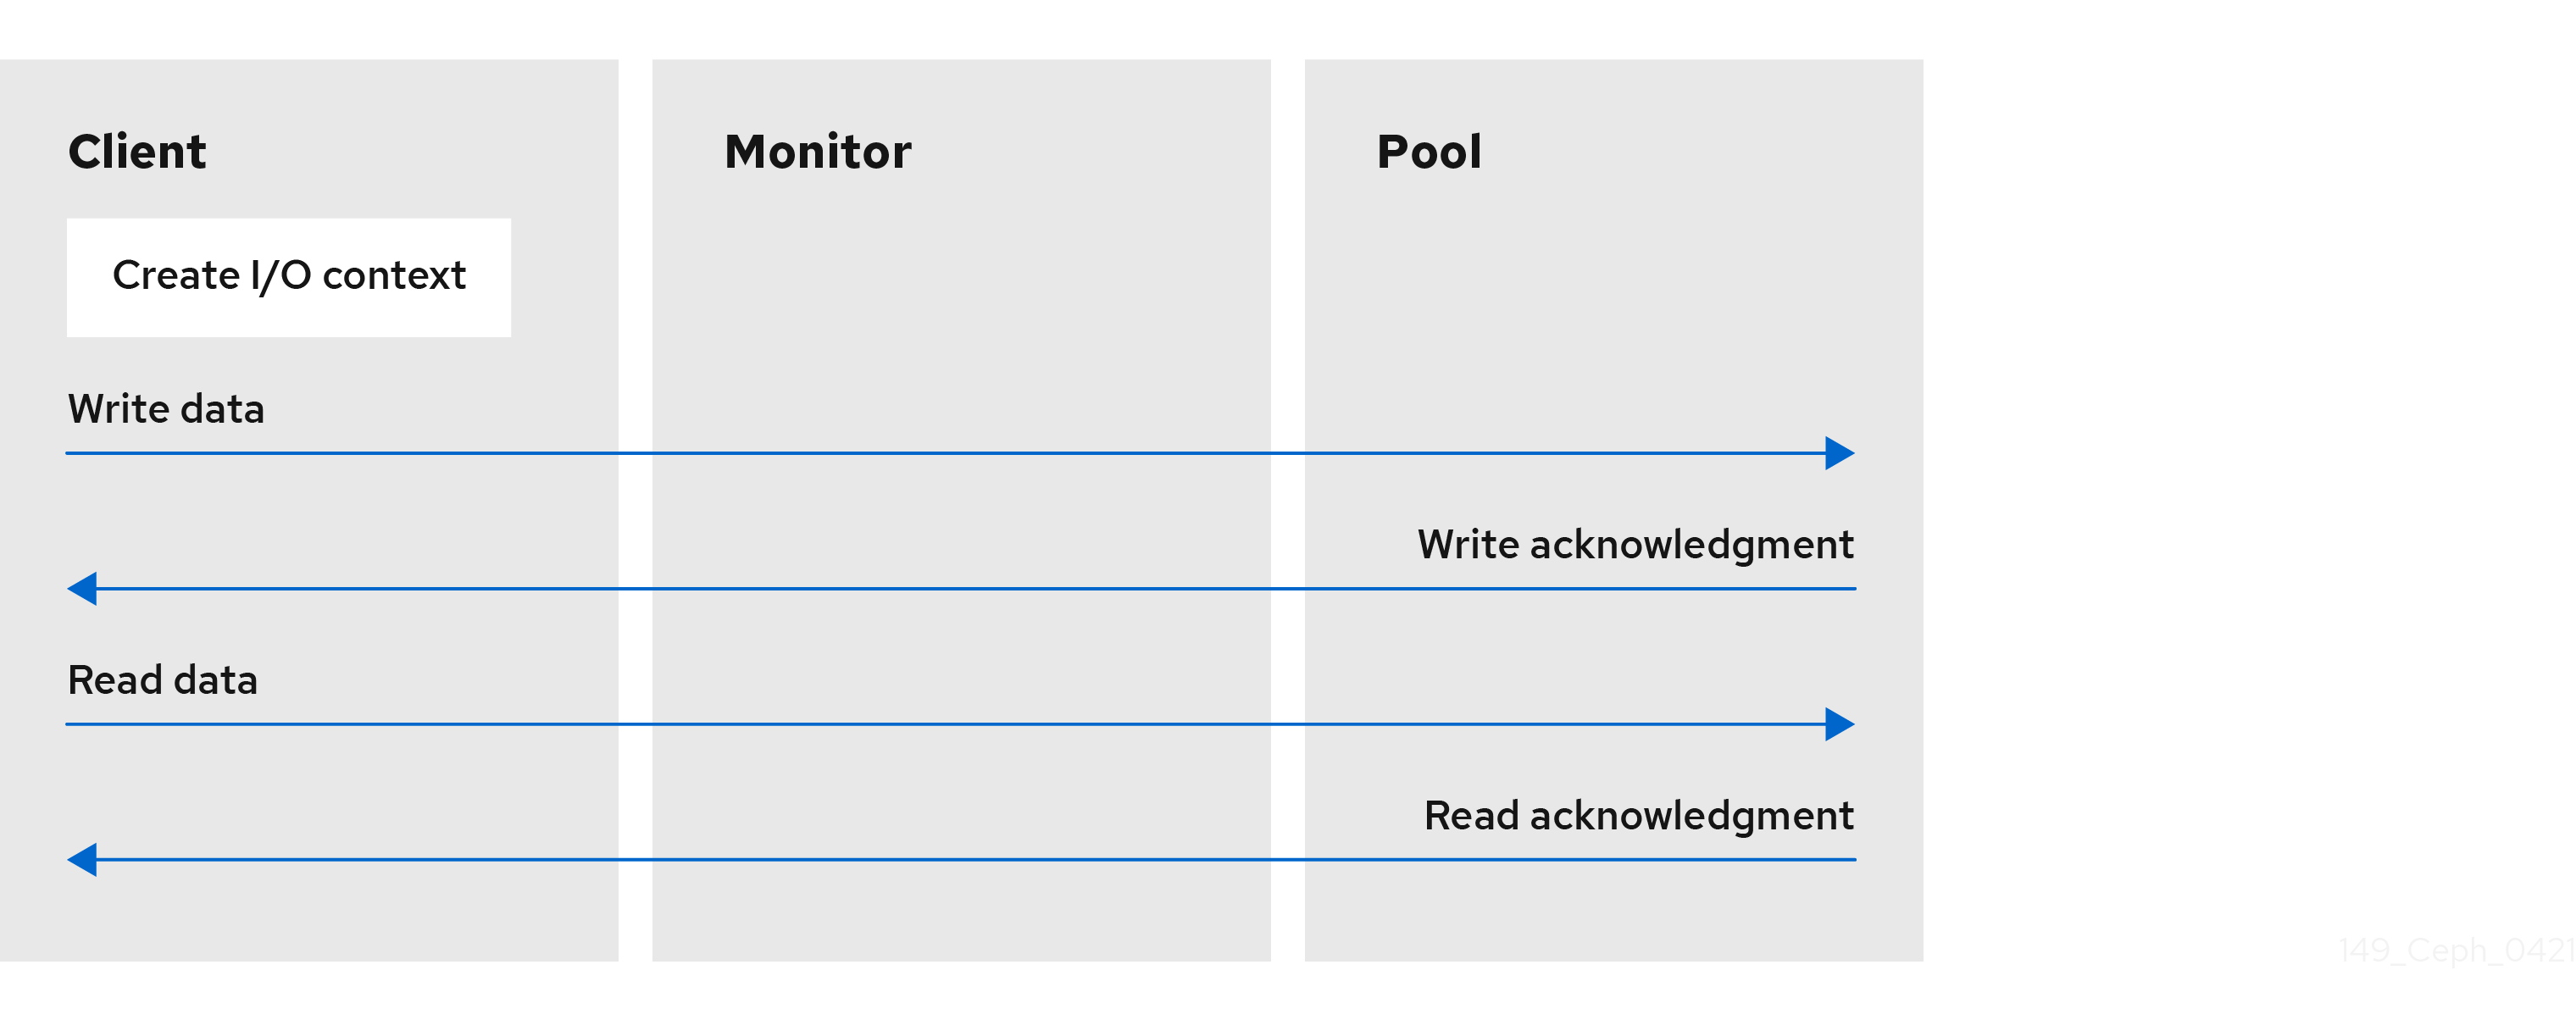 Client
Monitor
Pool
Create I/O context
Write data
Write acknowledgment
Read data
Read acknowledgment
149_Ceph_0421